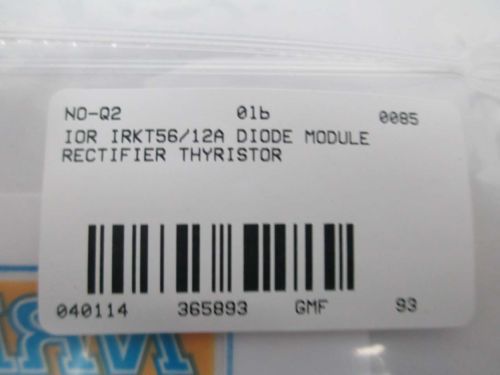 NO-Q2 01b 0085
IOR IRKT56/12A DIODE MODULE
RECTIFIER THYRISTOR
040114 365893 GMF 93